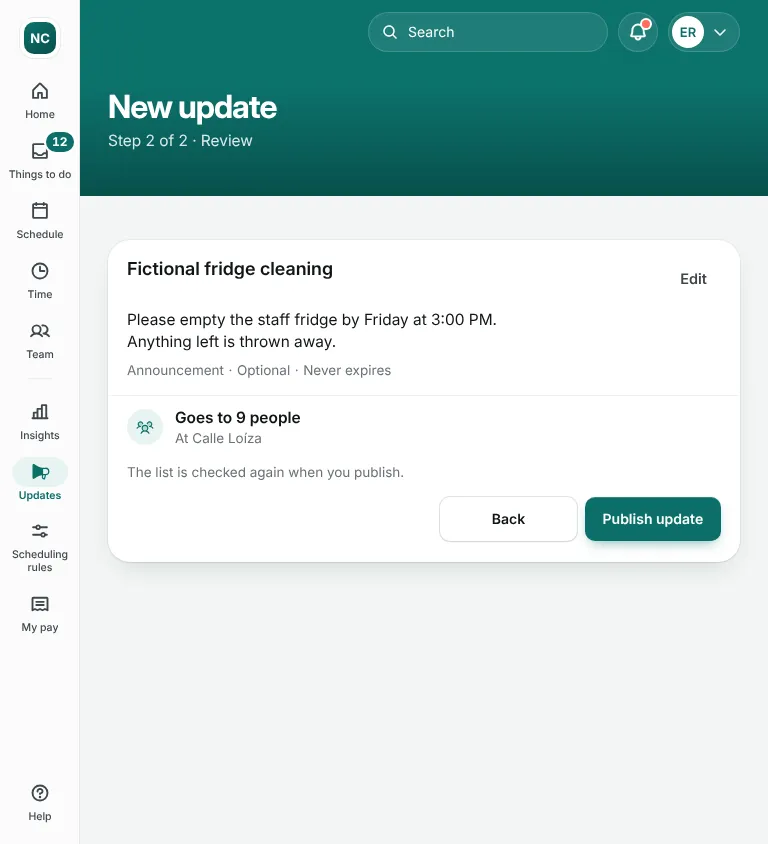 NC
Search
ER
New update
Step 2 of 2 · Review
Home
12
Things to do
Schedule
Time
Team
Insights
Updates
Scheduling
rules
My pay
Help
Fictional fridge cleaning
Edit
Please empty the staff fridge by Friday at 3:00 PM.
Anything left is thrown away.
Announcement · Optional · Never expires
Goes to 9 people
At Calle Loíza
The list is checked again when you publish.
Back
Publish update